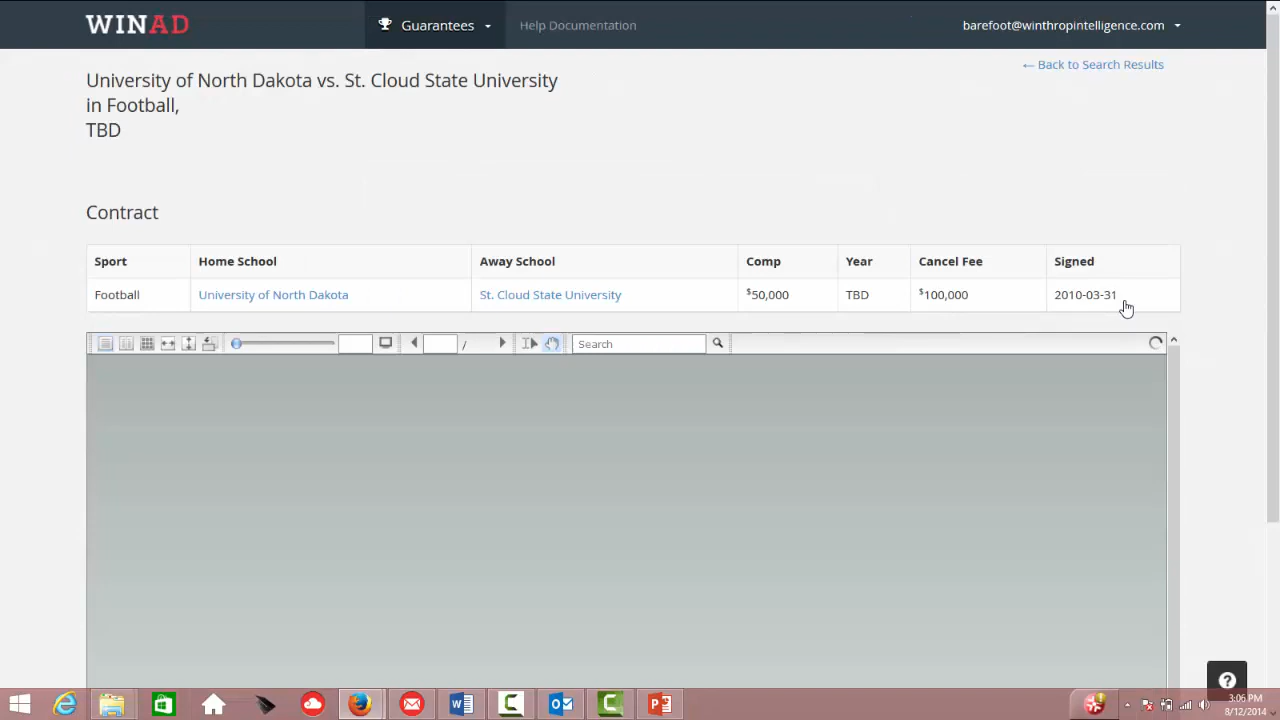 WINAD
Guarantees
Help Documentation
barefoot@winthropintelligence.com
University of North Dakota vs. St. Cloud State University
in Football,
TBD
← Back to Search Results
Contract
Sport Home School Away School Comp Year Cancel Fee Signed
Football University of North Dakota St. Cloud State University $50,000 TBD $100,000 2010-03-31
/ Search
3:06 PM
8/12/2014